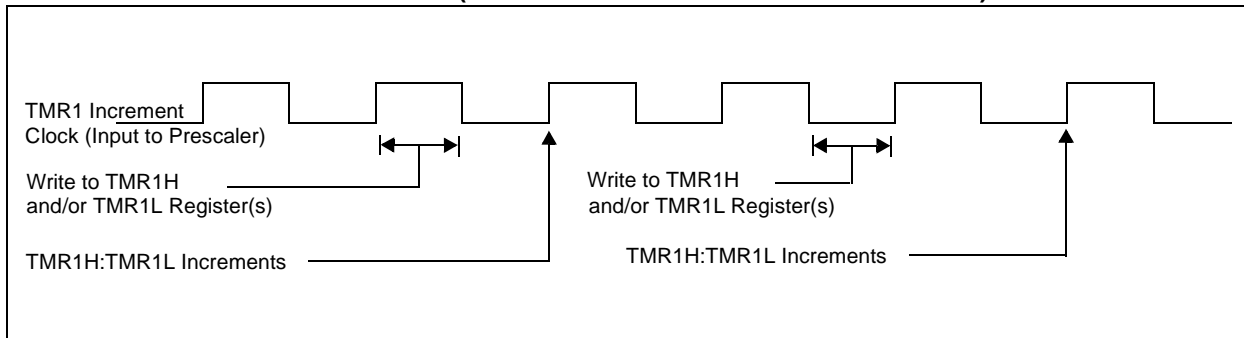 TMR1 Increment
Clock (Input to Prescaler)
Write to TMR1H
and/or TMR1L Register(s)
TMR1H:TMR1L Increments
Write to TMR1H
and/or TMR1L Register(s)
TMR1H:TMR1L Increments